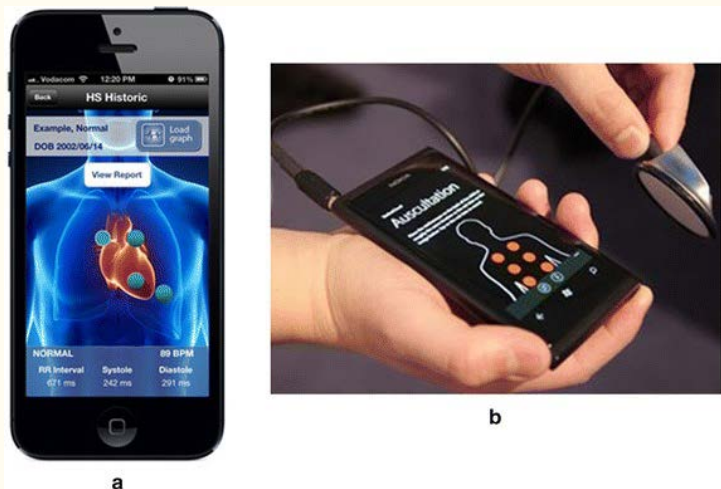 Vodacom 12:20 PM 91%
Back HS Historic
Example, Normal
DOB 2002/06/14
Load
graph
View Report
NORMAL 89 BPM
RR Interval Systole Diastole
671 ms 242 ms 291 ms
a
NOKIA
Auscultation
b